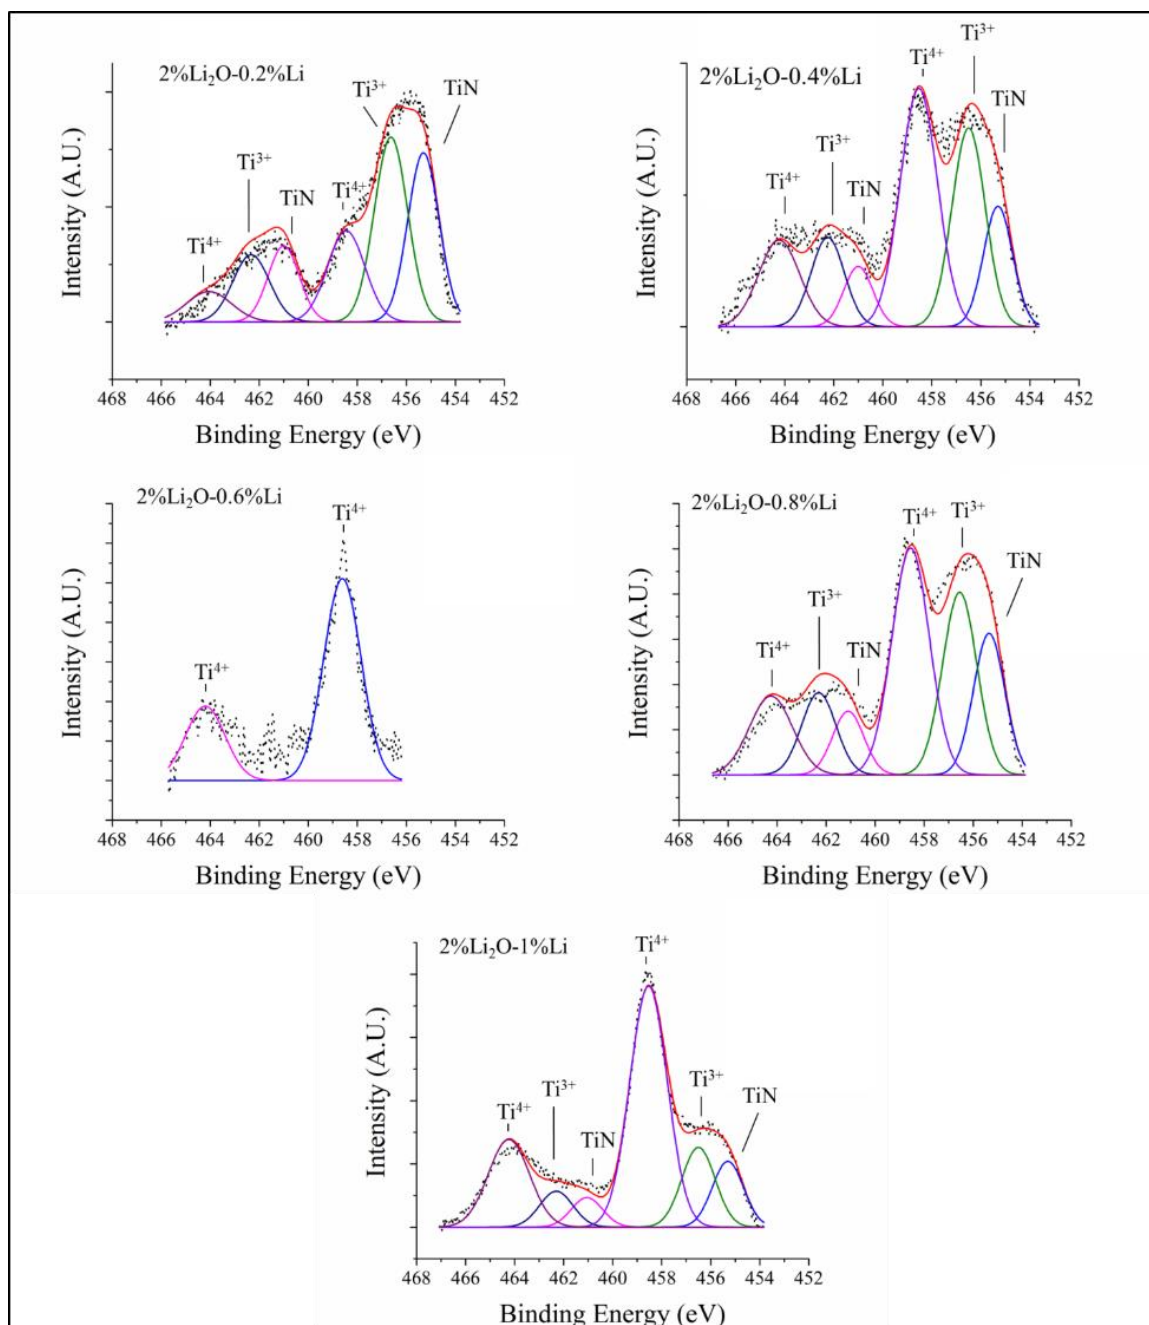 2%Li₂O-0.2%Li
Ti⁴⁺
Ti³⁺
TiN
Ti⁴⁺
Ti³⁺
TiN
Intensity (A.U.)
468 466 464 462 460 458 456 454 452
Binding Energy (eV)
2%Li₂O-0.4%Li
Ti⁴⁺
Ti³⁺
TiN
Ti⁴⁺
Ti³⁺
TiN
Intensity (A.U.)
468 466 464 462 460 458 456 454 452
Binding Energy (eV)
2%Li₂O-0.6%Li
Ti⁴⁺
Ti⁴⁺
Intensity (A.U.)
468 466 464 462 460 458 456 454 452
Binding Energy (eV)
2%Li₂O-0.8%Li
Ti⁴⁺
Ti³⁺
TiN
Ti⁴⁺
Ti³⁺
TiN
Intensity (A.U.)
468 466 464 462 460 458 456 454 452
Binding Energy (eV)
2%Li₂O-1%Li
Ti⁴⁺
Ti³⁺
TiN
Ti⁴⁺
Ti³⁺
TiN
Intensity (A.U.)
468 466 464 462 460 458 456 454 452
Binding Energy (eV)